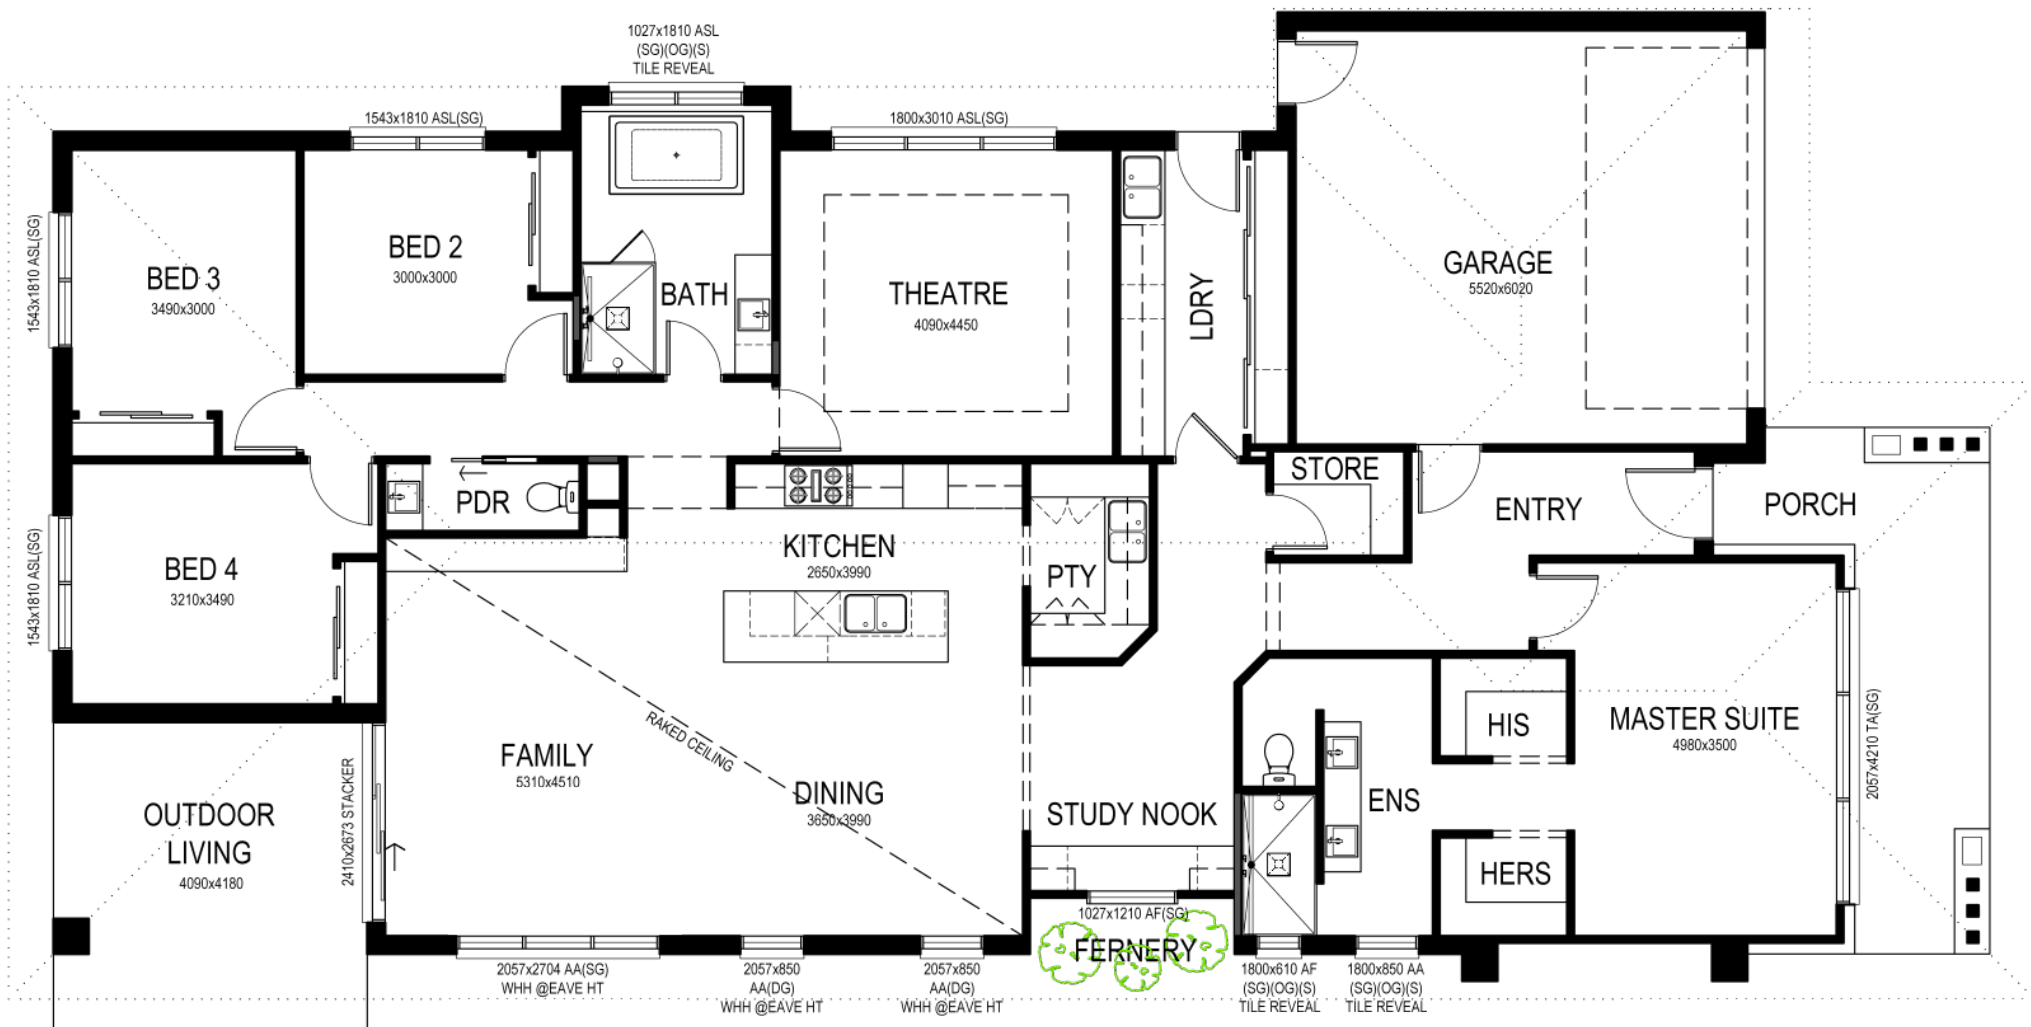 1027x1810 ASL
(SG)(OG)(S)
TILE REVEAL
1543x1810 ASL(SG)
1800x3010 ASL(SG)
1543x1810 ASL(SG)
BED 3
3490x3000
BED 2
3000x3000
BATH
THEATRE
4090x4450
LDRY
GARAGE
5520x6020
STORE
ENTRY
PORCH
PDR
KITCHEN
2650x3990
PTY
1543x1810 ASL(SG)
BED 4
3210x3490
RAKED CEILING
FAMILY
5310x4510
DINING
3650x3990
STUDY NOOK
HIS
ENS
HERS
MASTER SUITE
4980x3500
2057x4210 TA(SG)
OUTDOOR
LIVING
4090x4180
2410x2673 STACKER
1027x1210 AF(SG)
FERNERY
2057x2704 AA(SG)
WHH @EAVE HT
2057x850
AA(DG)
WHH @EAVE HT
2057x850
AA(DG)
WHH @EAVE HT
1800x610 AF
(SG)(OG)(S)
TILE REVEAL
1800x850 AA
(SG)(OG)(S)
TILE REVEAL